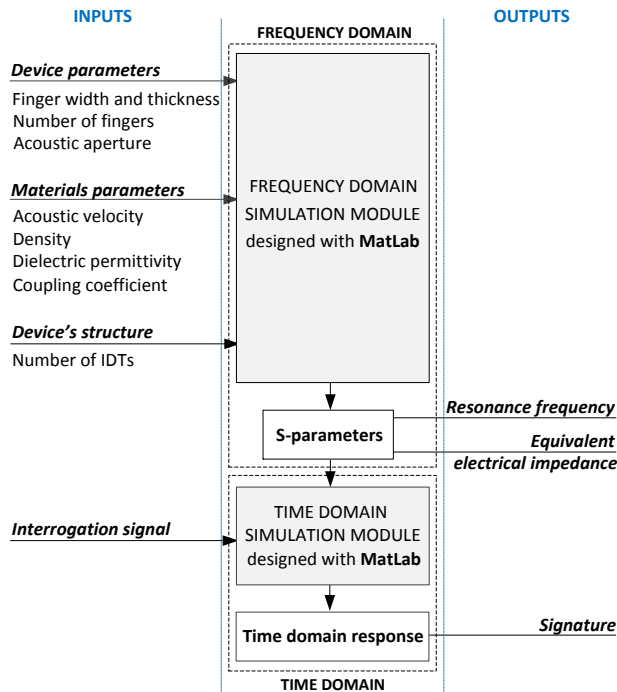 INPUTS
OUTPUTS
FREQUENCY DOMAIN
Device parameters
Finger width and thickness
Number of fingers
Acoustic aperture
Materials parameters
Acoustic velocity
Density
Dielectric permittivity
Coupling coefficient
Device's structure
Number of IDTs
FREQUENCY DOMAIN
SIMULATION MODULE
designed with MatLab
S-parameters
Resonance frequency
Equivalent
electrical impedance
Interrogation signal
TIME DOMAIN
SIMULATION MODULE
designed with MatLab
Time domain response
Signature
TIME DOMAIN